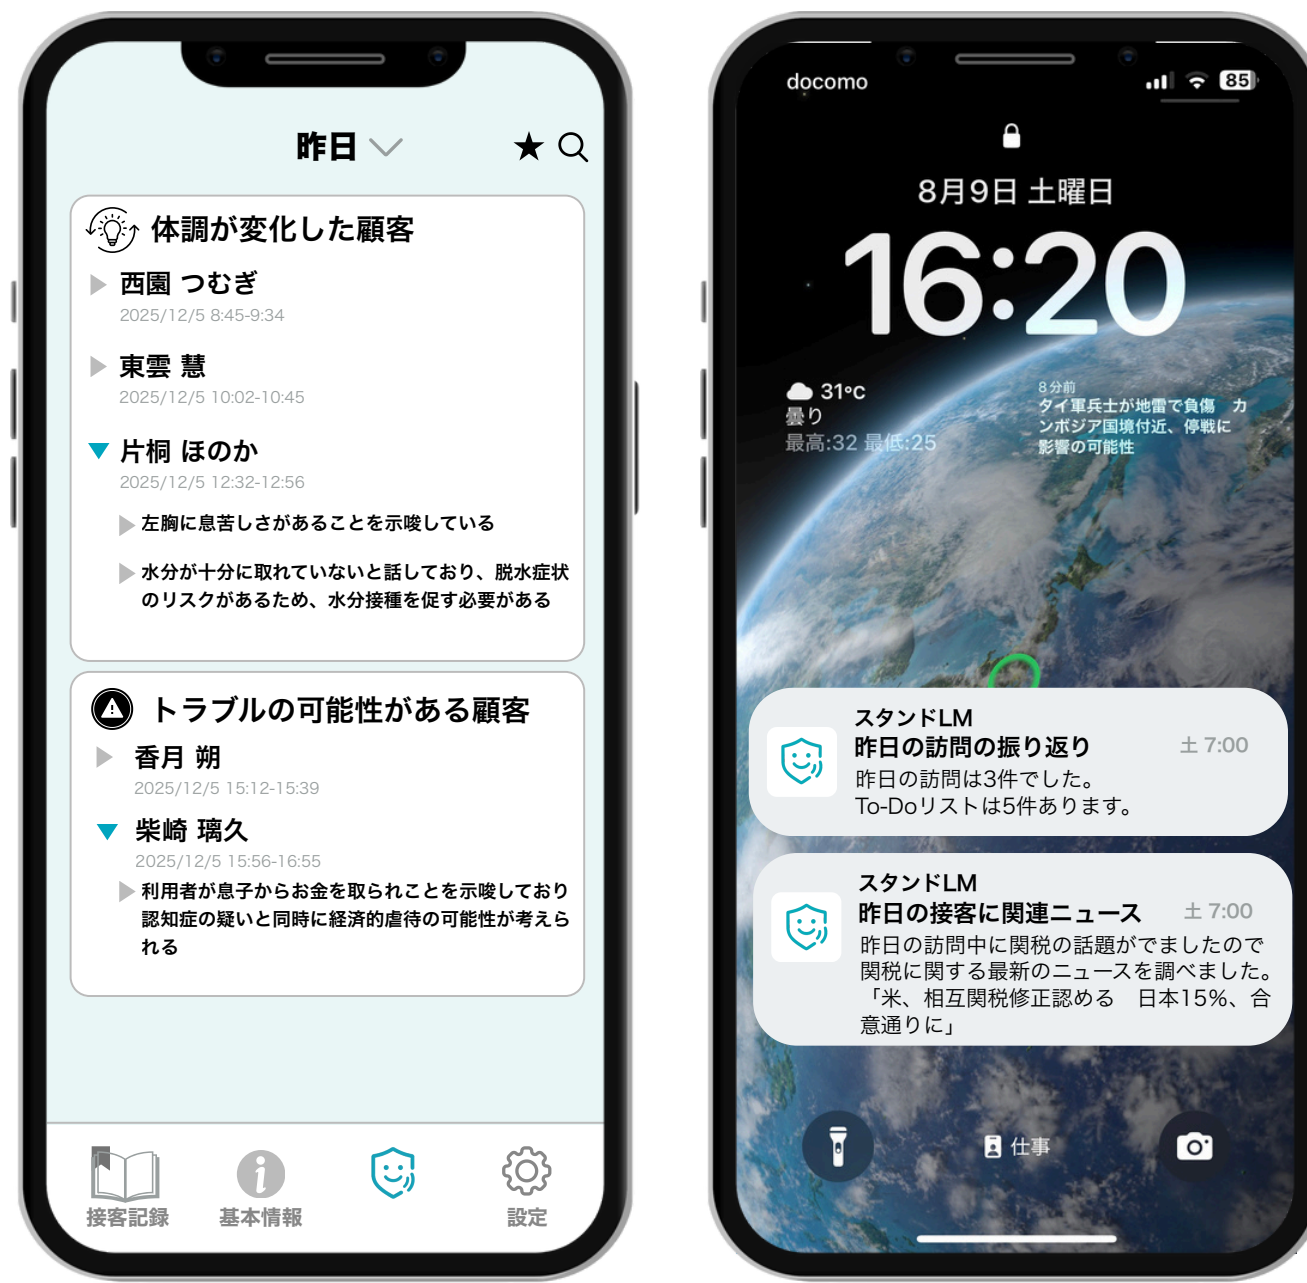 昨日
体調が変化した顧客
西園 つむぎ
2025/12/5 8:45-9:34
東雲 慧
2025/12/5 10:02-10:45
片桐 ほのか
2025/12/5 12:32-12:56
左胸に息苦しさがあることを示唆している
水分が十分に取れていないと話しており、脱水症状
のリスクがあるため、水分接種を促す必要がある
トラブルの可能性がある顧客
香月 朔
2025/12/5 15:12-15:39
柴崎 璃久
2025/12/5 15:56-16:55
利用者が息子からお金を取られことを示唆しており
認知症の疑いと同時に経済的虐待の可能性が考えら
れる
接客記録
基本情報
設定
docomo
85
8月9日 土曜日
16:20
31°C
曇り
最高:32 最低:25
8分前
タイ軍兵士が地雷で負傷　カ
ンボジア国境付近、停戦に
影響の可能性
スタンドLM
昨日の訪問の振り返り
土 7:00
昨日の訪問は3件でした。
To-Doリストは5件あります。
スタンドLM
昨日の接客に関連ニュース
土 7:00
昨日の訪問中に関税の話題がでましたので
関税に関する最新のニュースを調べました。
「米、相互関税修正認める　日本15%、合
意通りに」
仕事